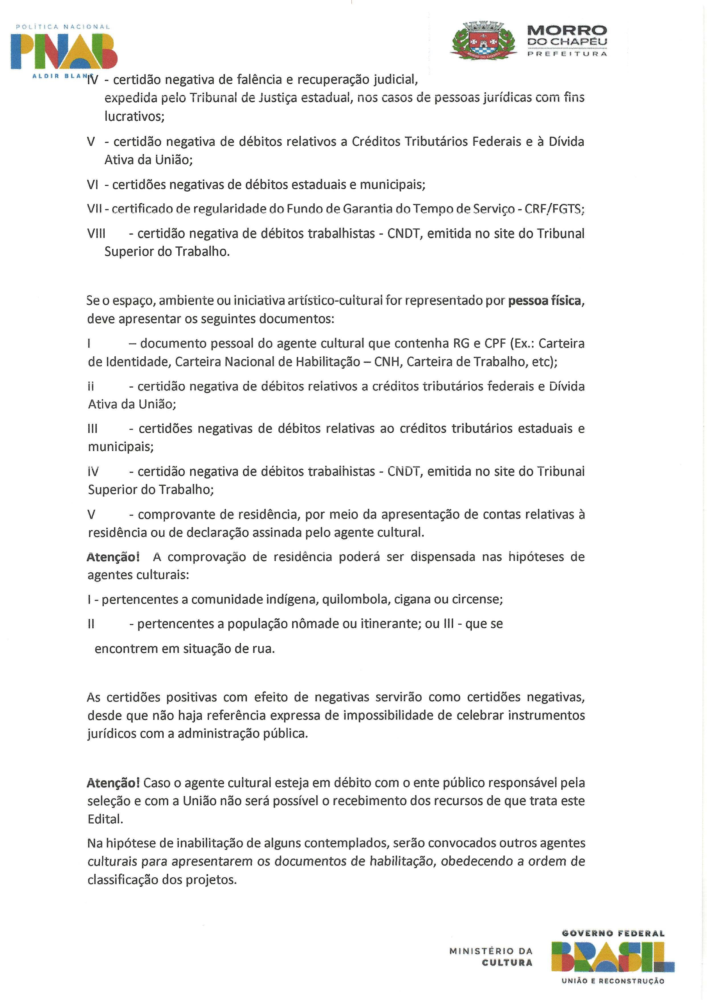 POLÍTICA NACIONAL
PNAB
ALDIR BLANC
MORRO
DO CHAPÉU
PREFEITURA
MORRO DO CHAPÉU
IV - certidão negativa de falência e recuperação judicial,
expedida pelo Tribunal de Justiça estadual, nos casos de pessoas jurídicas com fins
lucrativos;
V - certidão negativa de débitos relativos a Créditos Tributários Federais e à Dívida
Ativa da União;
VI - certidões negativas de débitos estaduais e municipais;
VII - certificado de regularidade do Fundo de Garantia do Tempo de Serviço - CRF/FGTS;
VIII - certidão negativa de débitos trabalhistas - CNDT, emitida no site do Tribunal
Superior do Trabalho.
Se o espaço, ambiente ou iniciativa artístico-cultural for representado por pessoa física,
deve apresentar os seguintes documentos:
I – documento pessoal do agente cultural que contenha RG e CPF (Ex.: Carteira
de Identidade, Carteira Nacional de Habilitação – CNH, Carteira de Trabalho, etc);
II - certidão negativa de débitos relativos a créditos tributários federais e Dívida
Ativa da União;
III - certidões negativas de débitos relativas ao créditos tributários estaduais e
municipais;
IV - certidão negativa de débitos trabalhistas - CNDT, emitida no site do Tribunal
Superior do Trabalho;
V - comprovante de residência, por meio da apresentação de contas relativas à
residência ou de declaração assinada pelo agente cultural.
Atenção! A comprovação de residência poderá ser dispensada nas hipóteses de
agentes culturais:
I - pertencentes a comunidade indígena, quilombola, cigana ou circense;
II - pertencentes a população nômade ou itinerante; ou III - que se
encontrem em situação de rua.
As certidões positivas com efeito de negativas servirão como certidões negativas,
desde que não haja referência expressa de impossibilidade de celebrar instrumentos
jurídicos com a administração pública.
Atenção! Caso o agente cultural esteja em débito com o ente público responsável pela
seleção e com a União não será possível o recebimento dos recursos de que trata este
Edital.
Na hipótese de inabilitação de alguns contemplados, serão convocados outros agentes
culturais para apresentarem os documentos de habilitação, obedecendo a ordem de
classificação dos projetos.
MINISTÉRIO DA
CULTURA
GOVERNO FEDERAL
BRASIL
UNIÃO E RECONSTRUÇÃO